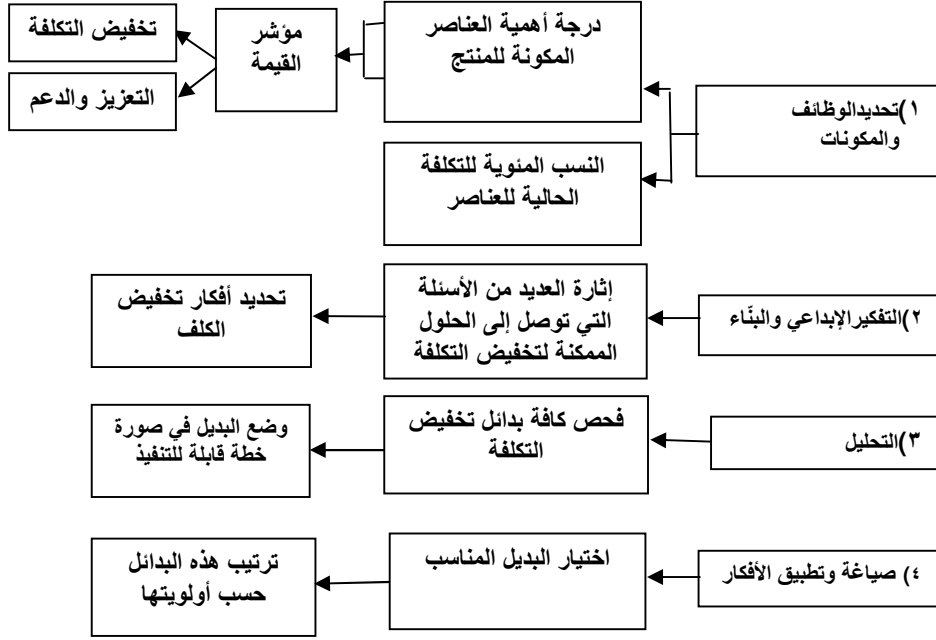 ١)تحديدالوظائف
والمكونات
درجة أهمية العناصر
المكونة للمنتج
مؤشر
القيمة
تخفيض التكلفة
التعزيز والدعم
النسب المئوية للتكلفة
الحالية للعناصر
٢)التفكيرالإبداعي والبنّاء
إثارة العديد من الأسئلة
التي توصل إلى الحلول
الممكنة لتخفيض التكلفة
تحديد أفكار تخفيض
الكلف
٣)التحليل
فحص كافة بدائل تخفيض
التكلفة
وضع البديل في صورة
خطة قابلة للتنفيذ
٤) صياغة وتطبيق الأفكار
اختيار البديل المناسب
ترتيب هذه البدائل
حسب أولويتها